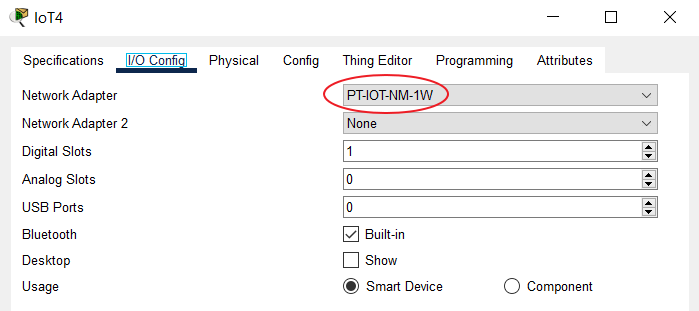 IoT4
Specifications I/O Config Physical Config Thing Editor Programming Attributes
Network Adapter PT-IOT-NM-1W
Network Adapter 2 None
Digital Slots 1
Analog Slots 0
USB Ports 0
Bluetooth Built-in
Desktop Show
Usage Smart Device Component